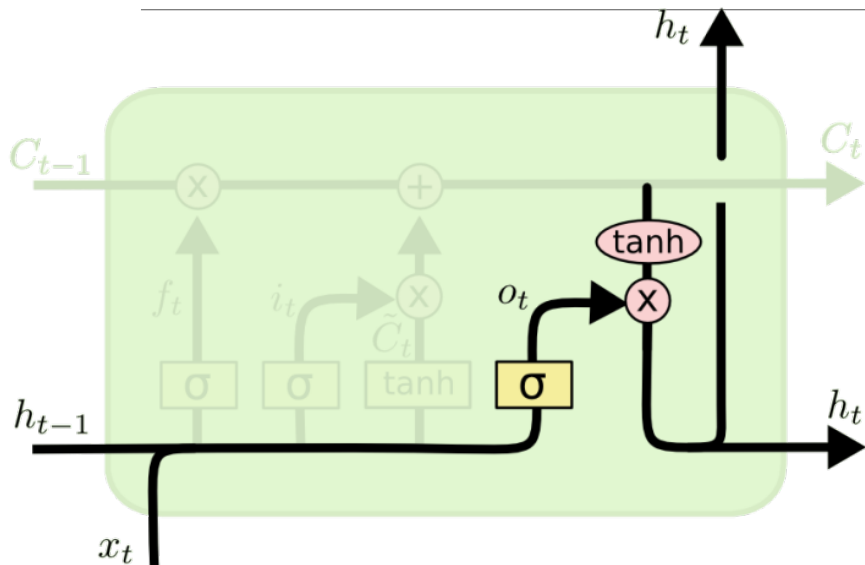 h_t
C_{t-1} C_t
x +
tanh
f_t i_t x o_t x
C̃_t
σ σ tanh σ
h_{t-1} h_t
x_t